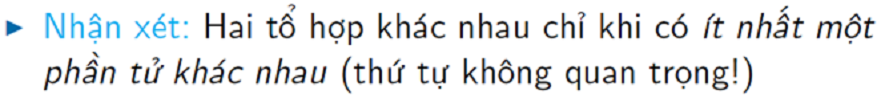 ► Nhận xét: Hai tổ hợp khác nhau chỉ khi có ít nhất một
phần tử khác nhau (thứ tự không quan trọng!)